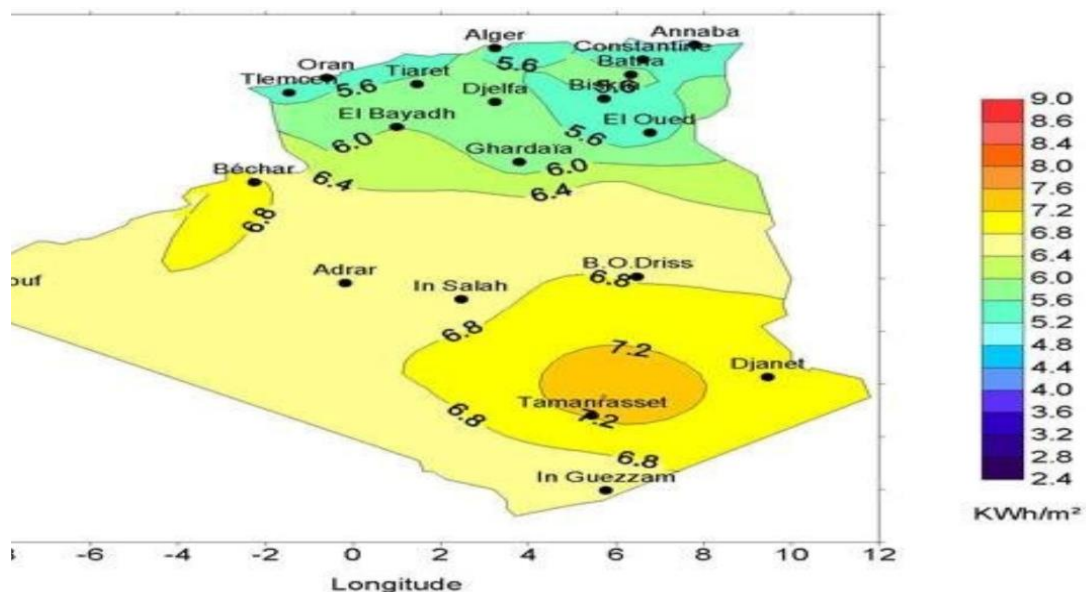 Annaba
Alger
Constantine
Batna
Oran
Tiaret
5.6
5.6
Tlemcen
5.6
Djelfa
Biskra
El Bayadh
El Oued
5.6
6.0
Ghardaïa
6.0
Béchar
6.4
6.4
6.8
ouf
Adrar
B.O.Driss
6.8
In Salah
6.8
7.2
Djanet
Tamanrasset
6.8
7.2
6.8
In Guezzam
-6 -4 -2 0 2 4 6 8 10 12
Longitude
9.0
8.6
8.4
8.0
7.6
7.2
6.8
6.4
6.0
5.6
5.2
4.8
4.4
4.0
3.6
3.2
2.8
2.4
KWh/m²